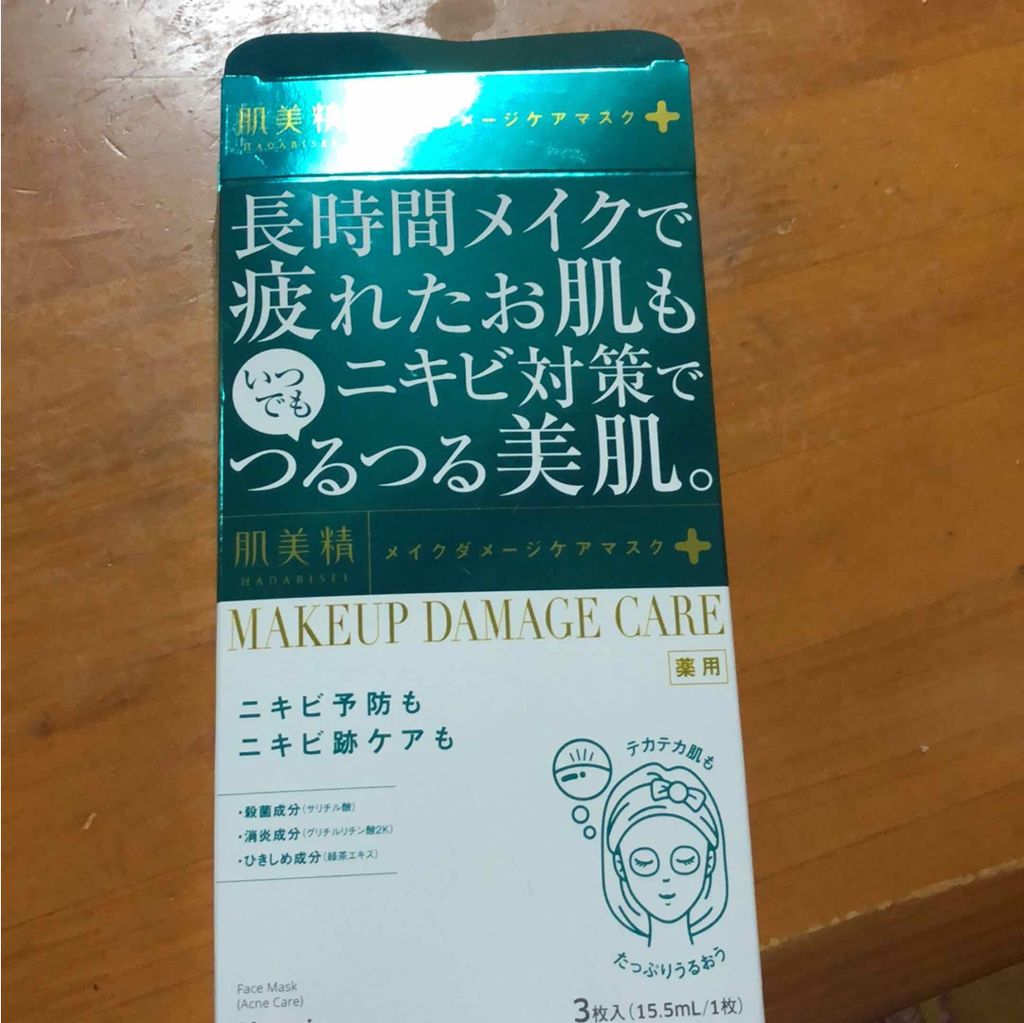 肌美精 メージケアマスク
HADABISEI
長時間メイクで
疲れたお肌も
いつでも ニキビ対策で
つるつる美肌。
肌美精 メイクダメージケアマスク
HADABISEI
MAKEUP DAMAGE CARE
薬用
ニキビ予防も
ニキビ跡ケアも
・殺菌成分(サリチル酸)
・消炎成分(グリチルリチン酸2K)
・ひきしめ成分(緑茶エキス)
テカテカ肌も
たっぷりうるおう
Face Mask
(Acne Care)
3枚入(15.5mL/1枚)